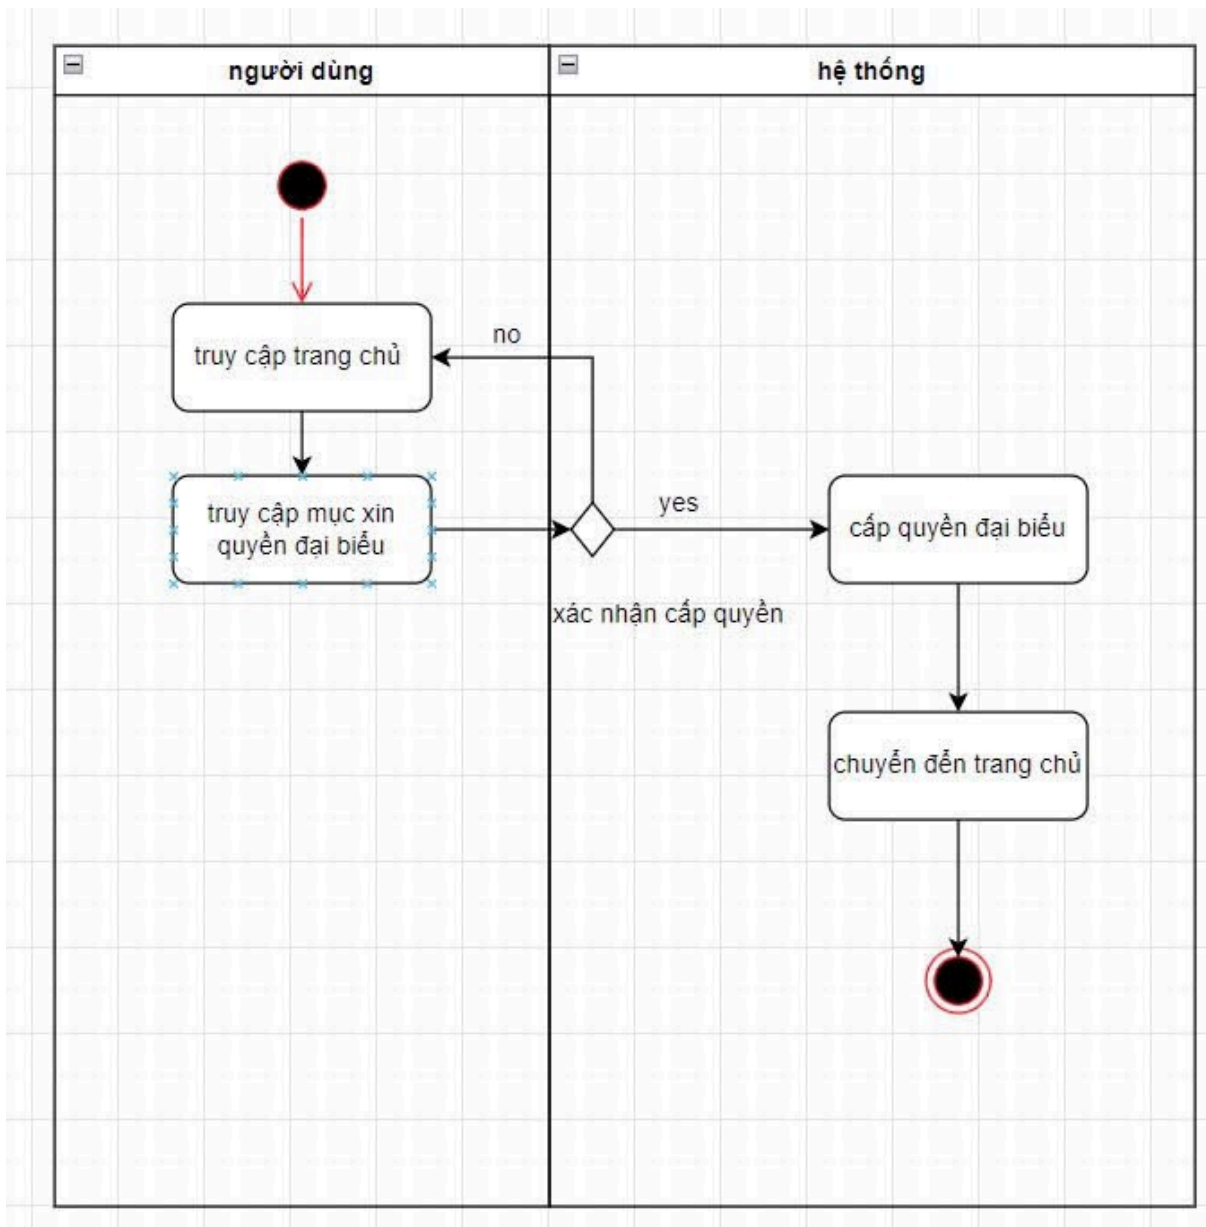 người dùng
hệ thống
truy cập trang chủ
no
truy cập mục xin
quyền đại biểu
yes
cấp quyền đại biểu
xác nhận cấp quyền
chuyển đến trang chủ